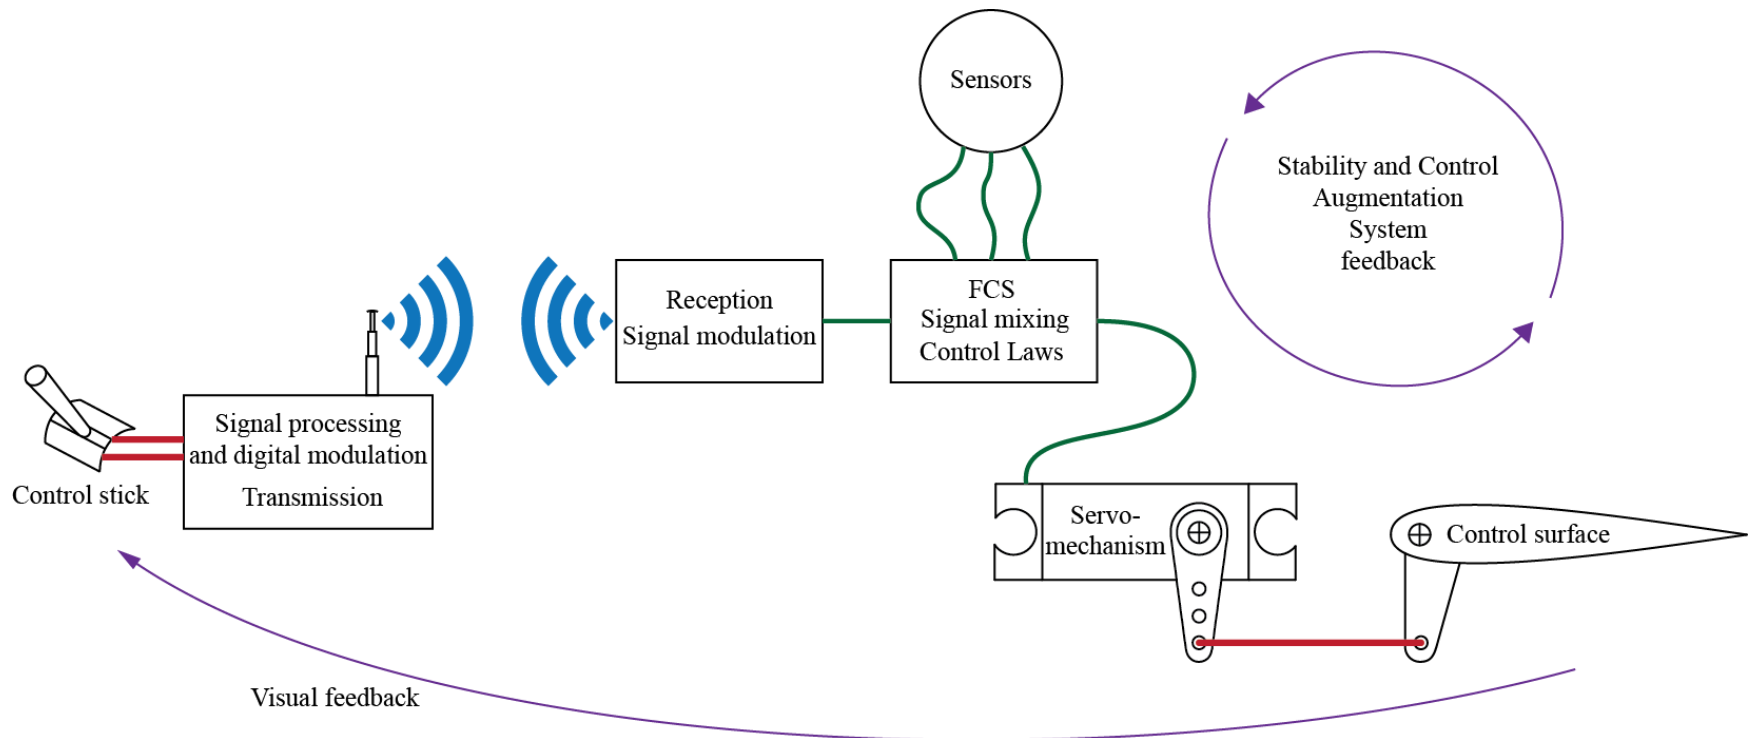 Sensors
Stability and Control
Augmentation
System
feedback
Reception
Signal modulation
FCS
Signal mixing
Control Laws
Signal processing
and digital modulation
Transmission
Control stick
Servo-
mechanism
Control surface
Visual feedback